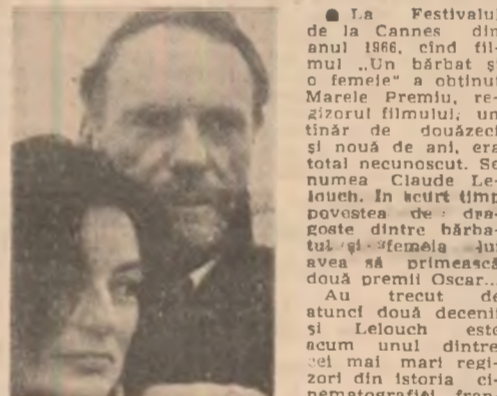 ● La Festivalul
de la Cannes din
anul 1966, cînd fil-
mul „Un bărbat și
o femeie" a obținut
Marele Premiu, re-
gizorul filmului, un
tînăr de douăzeci
și nouă de ani, era
total necunoscut. Se
numea Claude Le-
louch. In scurt timp
povestea de dra-
goste dintre bărba-
tul și femeia lui
avea să primească
două premii Oscar...
Au trecut de
atunci două decenii
și Lelouch este
acum unul dintre
cei mai mari regi-
zori din istoria ci-
nematografiei fran-